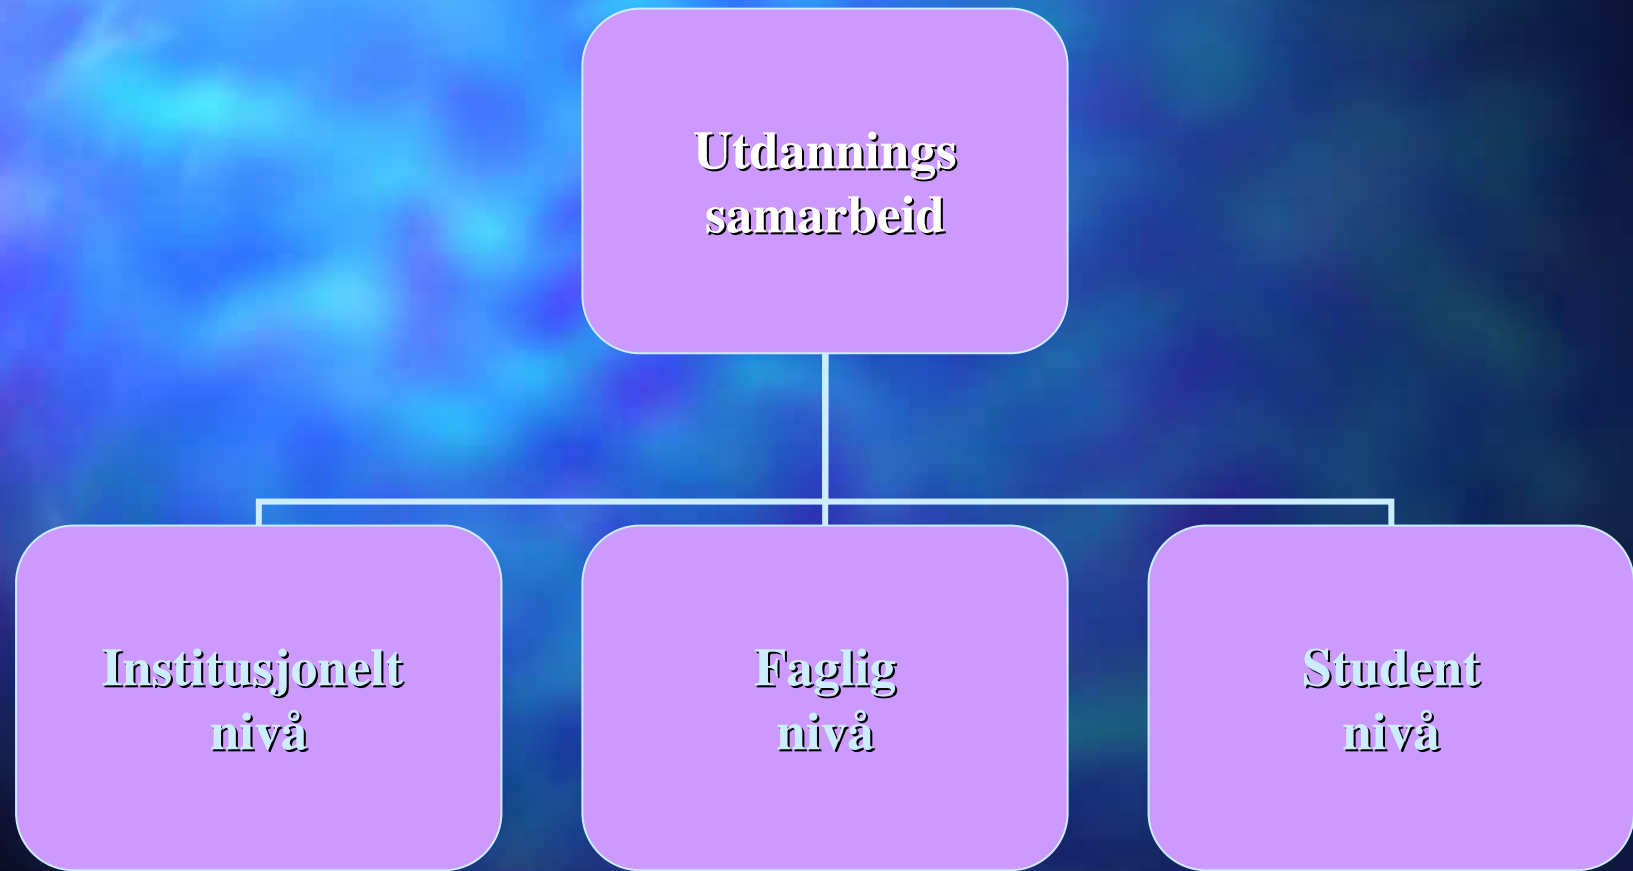 Utdannings
samarbeid
Institusjonelt
nivå
Faglig
nivå
Student
nivå